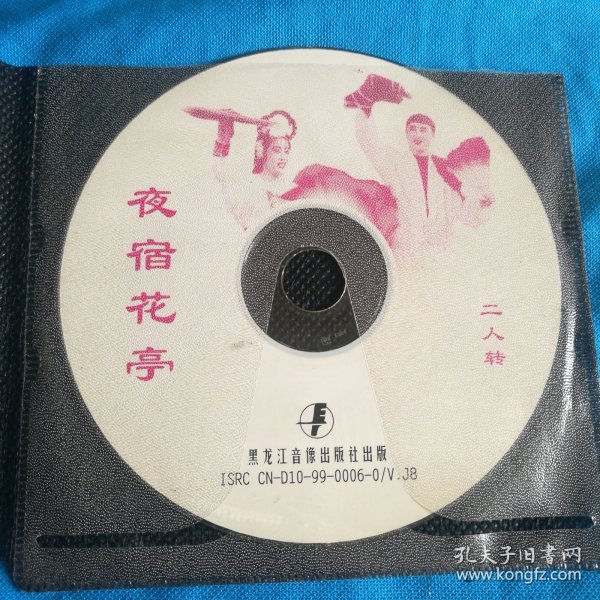 夜宿花亭
二人转
黑龙江音像出版社出版
ISRC CN-D10-99-0006-0/V.J8
孔夫子旧书网
www.kongfz.com